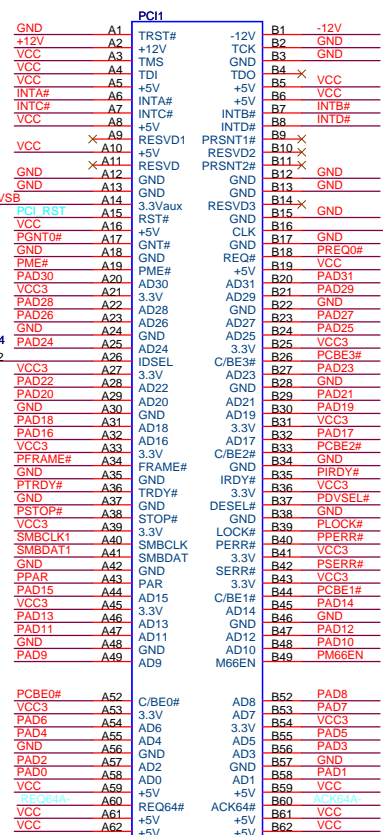 PCI1
GND A1 TRST# -12V B1 -12V
+12V A2 +12V TCK B2 GND
VCC A3 TMS GND B3 GND
VCC A4 TDI TDO B4
VCC A5 +5V +5V B5 VCC
INTA# A6 INTA# +5V B6 VCC
INTC# A7 INTC# INTB# B7 INTB#
VCC A8 +5V INTD# B8 INTD#
A9 RESVD1 PRSNT1# B9
VCC A10 +5V RESVD2 B10
A11 RESVD PRSNT2# B11
GND A12 GND GND B12 GND
GND A13 GND GND B13 GND
VSB A14 3.3Vaux RESVD3 B14
PCI_RST A15 RST# GND B15 GND
VCC A16 +5V CLK B16
PGNT0# A17 GNT# GND B17 GND
GND A18 GND REQ# B18 PREQ0#
PME# A19 PME# +5V B19 VCC
PAD30 A20 AD30 AD31 B20 PAD31
VCC3 A21 3.3V AD29 B21 PAD29
PAD28 A22 AD28 GND B22 GND
PAD26 A23 AD26 AD27 B23 PAD27
GND A24 GND AD25 B24 PAD25
4 PAD24 A25 AD24 3.3V B25 VCC3
2 A26 IDSEL C/BE3# B26 PCBE3#
VCC3 A27 3.3V AD23 B27 PAD23
PAD22 A28 AD22 GND B28 GND
PAD20 A29 AD20 AD21 B29 PAD21
GND A30 GND AD19 B30 PAD19
PAD18 A31 AD18 3.3V B31 VCC3
PAD16 A32 AD16 AD17 B32 PAD17
VCC3 A33 3.3V C/BE2# B33 PCBE2#
PFRAME# A34 FRAME# GND B34 GND
GND A35 GND IRDY# B35 PIRDY#
PTRDY# A36 TRDY# 3.3V B36 VCC3
GND A37 GND DESEL# B37 PDVSEL#
PSTOP# A38 STOP# GND B38 GND
VCC3 A39 3.3V LOCK# B39 PLOCK#
SMBCLK1 A40 SMBCLK PERR# B40 PPERR#
SMBDAT1 A41 SMBDAT 3.3V B41 VCC3
GND A42 GND SERR# B42 PSERR#
PPAR A43 PAR 3.3V B43 VCC3
PAD15 A44 AD15 C/BE1# B44 PCBE1#
VCC3 A45 3.3V AD14 B45 PAD14
PAD13 A46 AD13 GND B46 GND
PAD11 A47 AD11 AD12 B47 PAD12
GND A48 GND AD10 B48 PAD10
PAD9 A49 AD9 M66EN B49 PM66EN
PCBE0# A52 C/BE0# AD8 B52 PAD8
VCC3 A53 3.3V AD7 B53 PAD7
PAD6 A54 AD6 3.3V B54 VCC3
PAD4 A55 AD4 AD5 B55 PAD5
GND A56 GND AD3 B56 PAD3
PAD2 A57 AD2 GND B57 GND
PAD0 A58 AD0 AD1 B58 PAD1
VCC A59 +5V +5V B59 VCC
REQ64A- A60 REQ64# ACK64# B60 ACK64A-
VCC A61 +5V +5V B61 VCC
VCC A62 +5V +5V B62 VCC